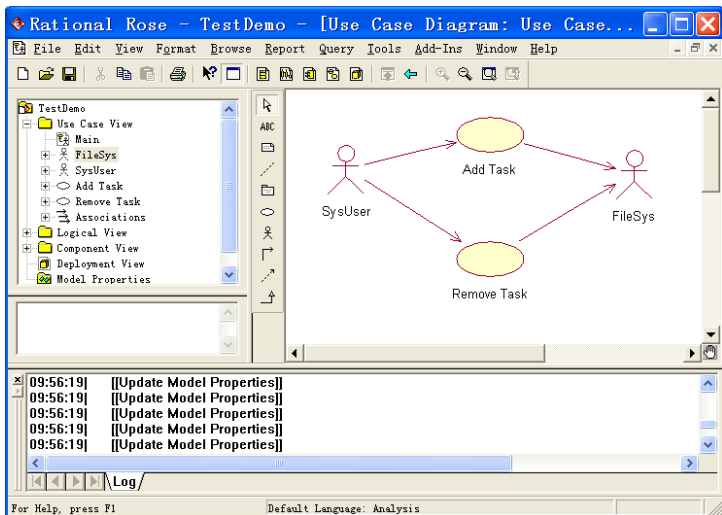 Rational Rose - TestDemo - [Use Case Diagram: Use Case...
File Edit View Format Browse Report Query Tools Add-Ins Window Help
TestDemo
Use Case View
Main
FileSys
SysUser
Add Task
Remove Task
Associations
Logical View
Component View
Deployment View
Model Properties
ABC
SysUser
Add Task
FileSys
Remove Task
09:56:19| [[Update Model Properties]]
09:56:19| [[Update Model Properties]]
09:56:19| [[Update Model Properties]]
09:56:19| [[Update Model Properties]]
09:56:19| [[Update Model Properties]]
Log
For Help, press F1
Default Language: Analysis